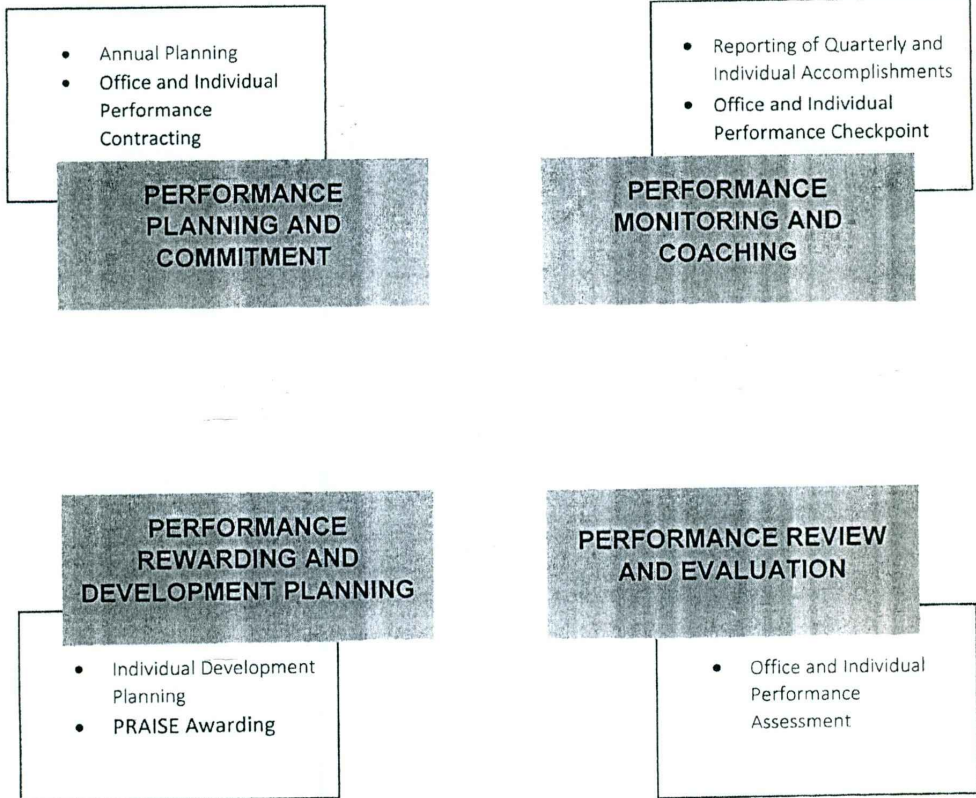 • Annual Planning
• Office and Individual
Performance
Contracting
PERFORMANCE
PLANNING AND
COMMITMENT
• Reporting of Quarterly and
Individual Accomplishments
• Office and Individual
Performance Checkpoint
PERFORMANCE
MONITORING AND
COACHING
PERFORMANCE
REWARDING AND
DEVELOPMENT PLANNING
• Individual Development
Planning
• PRAISE Awarding
PERFORMANCE REVIEW
AND EVALUATION
• Office and Individual
Performance
Assessment